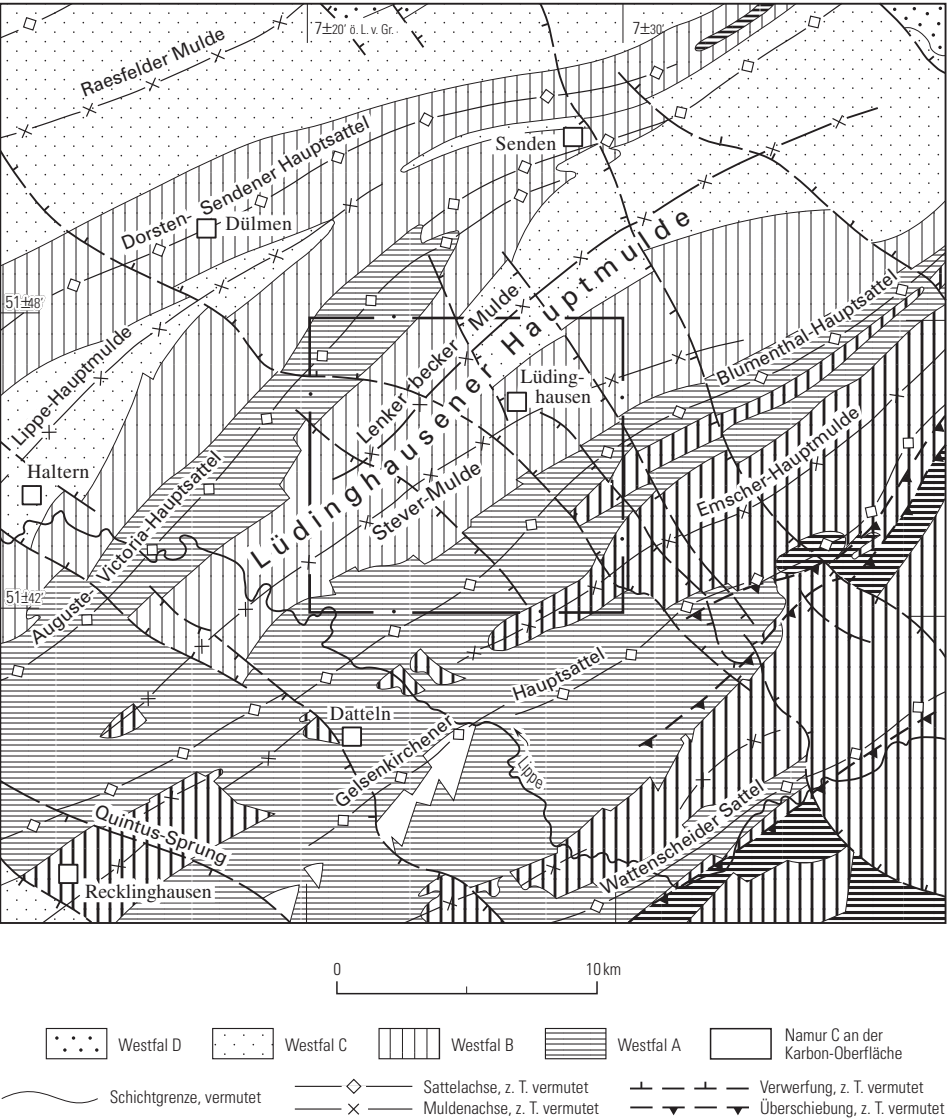 7±20' ö. L. v. Gr.
7±30'
Raesfelder Mulde
Senden
Dorsten-Sendener Hauptsattel
Dülmen
51±48'
Lippe-Hauptmulde
Lenkerbecker Mulde
Lüdinghausener Hauptmulde
Blumenthal-Hauptsattel
Lüding-
hausen
Haltern
Auguste-Victoria-Hauptsattel
Stever-Mulde
Emscher-Hauptmulde
51±42'
Hauptsattel
Datteln
Gelsenkirchener
Lippe
Quintus-Sprung
Wattenscheider Sattel
Recklinghausen
0
10 km
Westfal D
Westfal C
Westfal B
Westfal A
Namur C an der
Karbon-Oberfläche
Schichtgrenze, vermutet
Sattelachse, z. T. vermutet
Muldenachse, z. T. vermutet
Verwerfung, z. T. vermutet
Überschiebung, z. T. vermutet